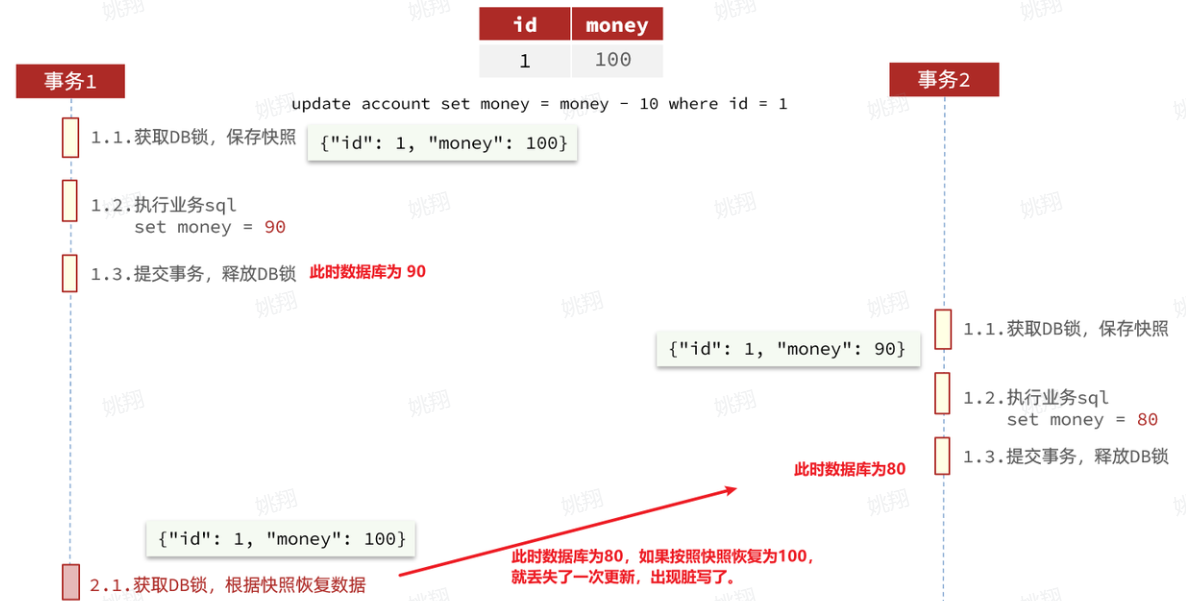 id money
1 100
事务1
事务2
update account set money = money - 10 where id = 1
1.1.获取DB锁，保存快照
{"id": 1, "money": 100}
1.2.执行业务sql
set money = 90
1.3.提交事务，释放DB锁
此时数据库为 90
1.1.获取DB锁，保存快照
{"id": 1, "money": 90}
1.2.执行业务sql
set money = 80
1.3.提交事务，释放DB锁
此时数据库为80
{"id": 1, "money": 100}
此时数据库为80，如果按照快照恢复为100，
就丢失了一次更新，出现脏写了。
2.1.获取DB锁，根据快照恢复数据
姚翔